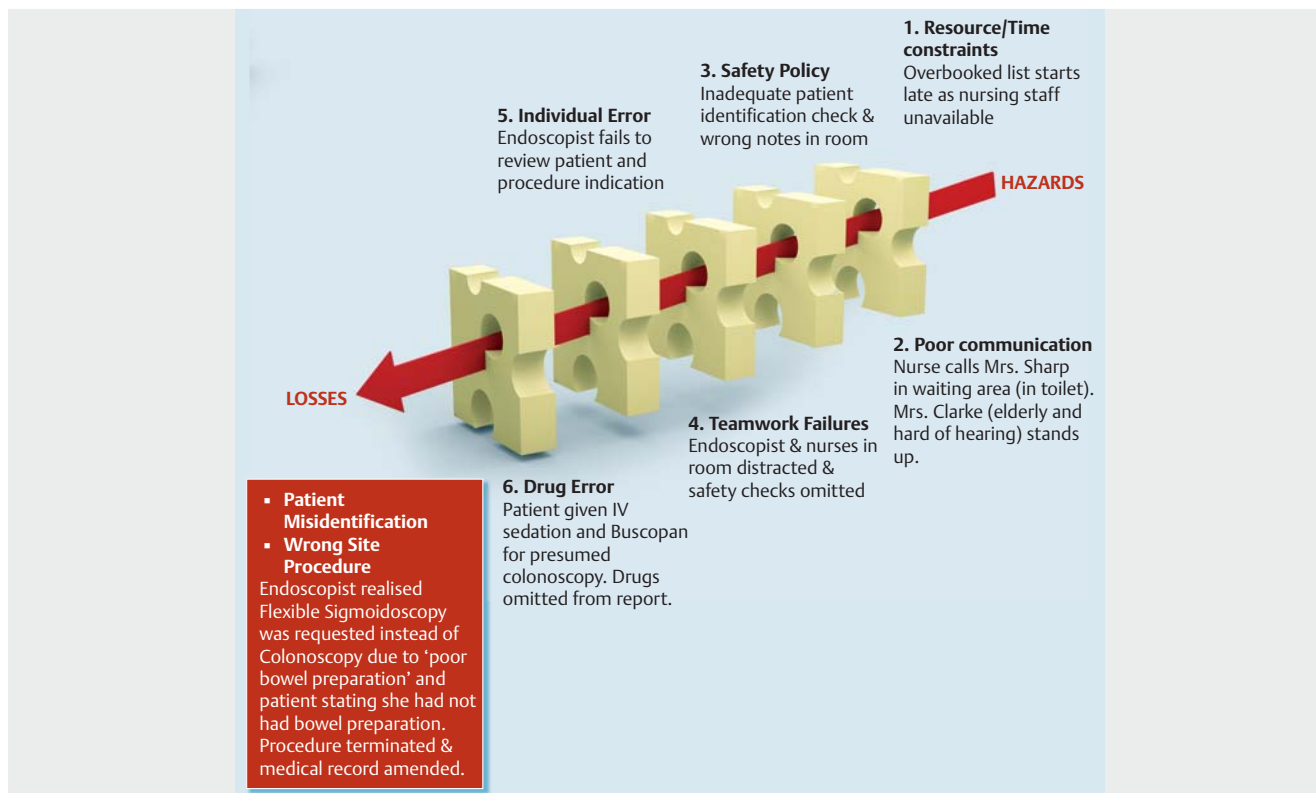 1. Resource/Time
constraints
Overbooked list starts
late as nursing staff
unavailable
3. Safety Policy
Inadequate patient
identification check &
wrong notes in room
5. Individual Error
Endoscopist fails to
review patient and
procedure indication
HAZARDS
LOSSES
2. Poor communication
Nurse calls Mrs. Sharp
in waiting area (in toilet).
Mrs. Clarke (elderly and
hard of hearing) stands
up.
4. Teamwork Failures
Endoscopist & nurses in
room distracted &
safety checks omitted
6. Drug Error
Patient given IV
sedation and Buscopan
for presumed
colonoscopy. Drugs
omitted from report.
▪ Patient
Misidentification
▪ Wrong Site
Procedure
Endoscopist realised
Flexible Sigmoidoscopy
was requested instead of
Colonoscopy due to ‘poor
bowel preparation’ and
patient stating she had not
had bowel preparation.
Procedure terminated &
medical record amended.